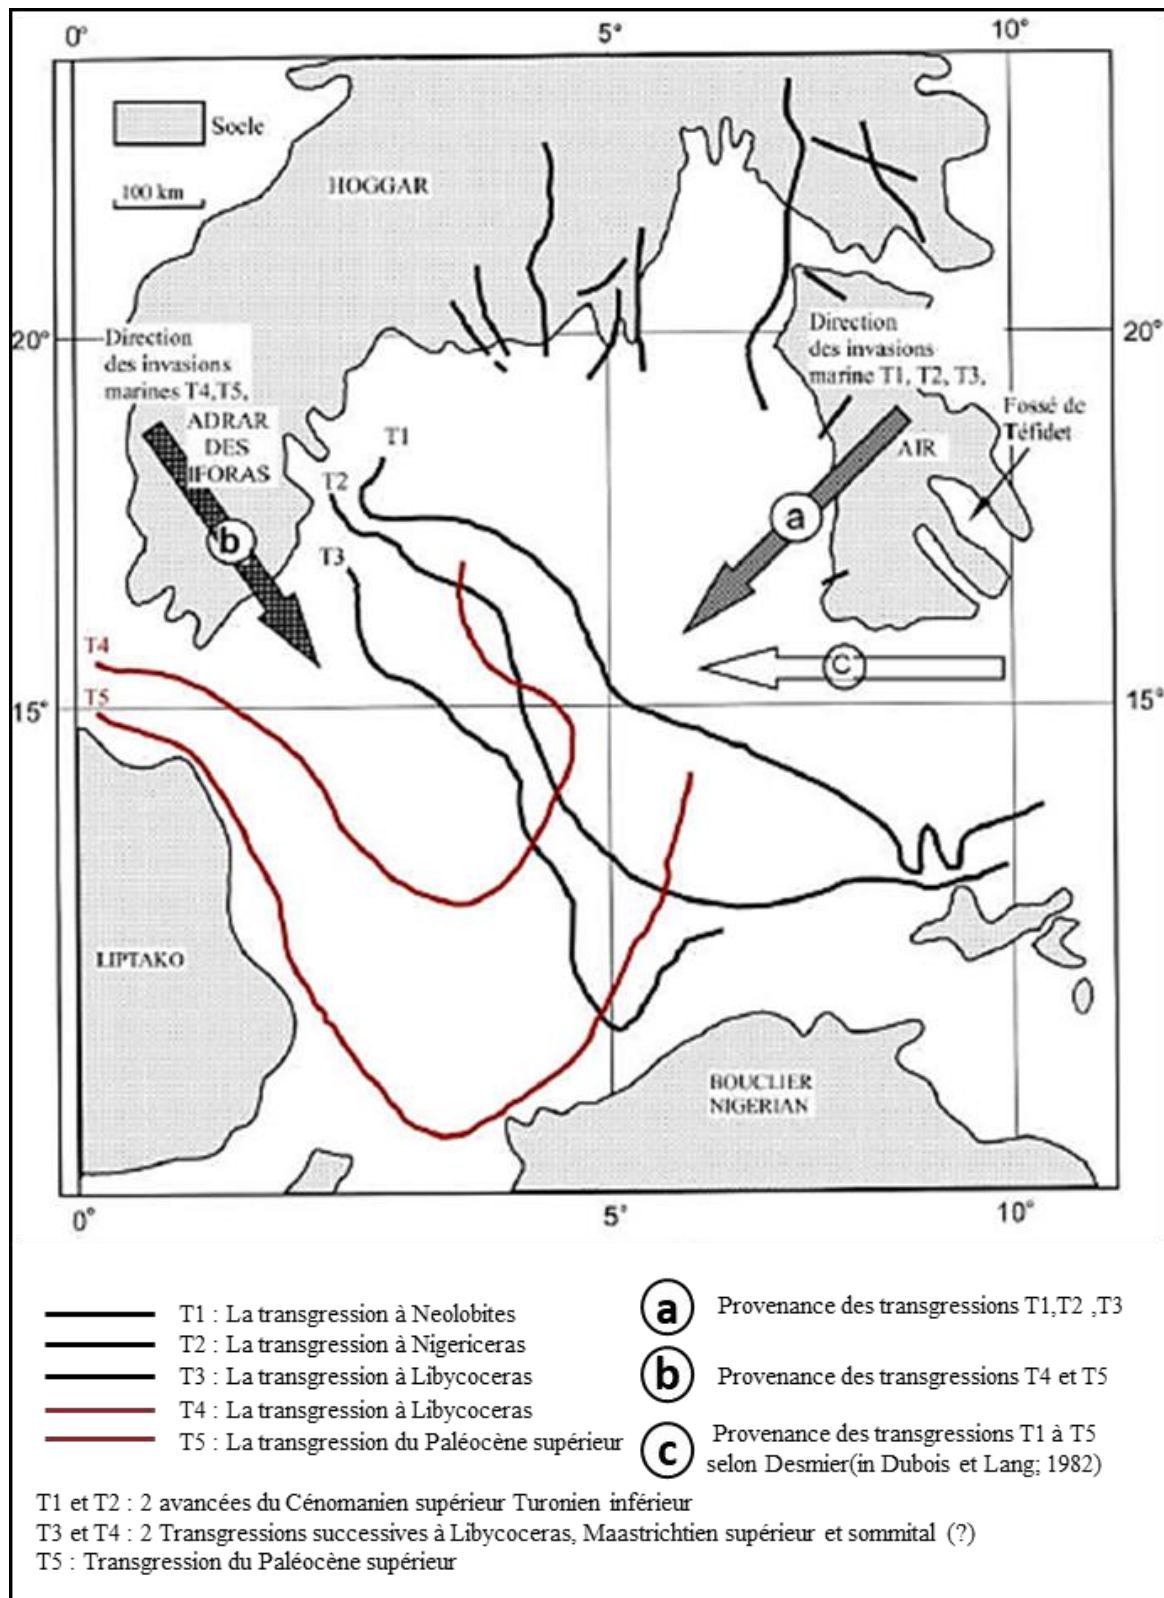 0°
5°
10°
Socle
100 km
HOGGAR
20°
Direction
des invasions
marines T4,T5,
ADRAR
DES
IFORAS
Direction
des invasions
marine T1, T2, T3,
20°
Fossé de
Téfidet
AIR
T1
T2
T3
a
b
c
T4
T5
15°
15°
LIPTAKO
BOUCLIER
NIGERIAN
0°
5°
10°
T1 : La transgression à Neolobites
T2 : La transgression à Nigericeras
T3 : La transgression à Libycoceras
T4 : La transgression à Libycoceras
T5 : La transgression du Paléocène supérieur
a Provenance des transgressions T1,T2 ,T3
b Provenance des transgressions T4 et T5
c Provenance des transgressions T1 à T5
selon Desmier(in Dubois et Lang; 1982)
T1 et T2 : 2 avancées du Cénomanien supérieur Turonien inférieur
T3 et T4 : 2 Transgressions successives à Libycoceras, Maastrichtien supérieur et sommital (?)
T5 : Transgression du Paléocène supérieur